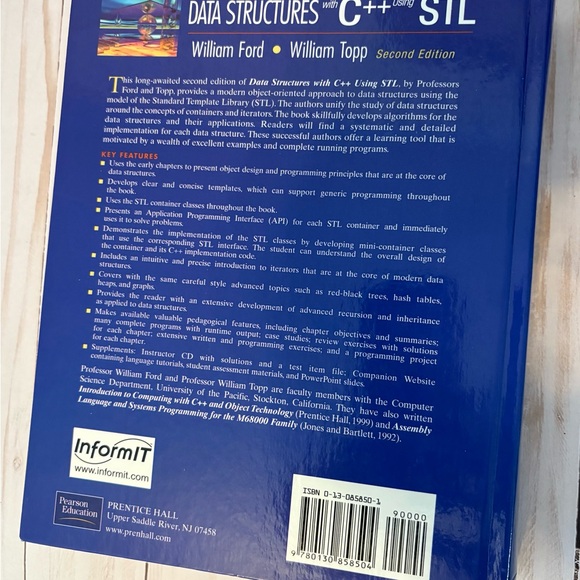 DATA STRUCTURES with C++ using STL
William Ford • William Topp Second Edition
This long-awaited second edition of Data Structures with C++ Using STL, by Professors
Ford and Topp, provides a modern object-oriented approach to data structures using the
model of the Standard Template Library (STL). The authors unify the study of data structures
around the concepts of containers and iterators. The book skillfully develops algorithms for the
data structures and their applications. Readers will find a systematic and detailed
implementation for each data structure. These successful authors offer a learning tool that is
motivated by a wealth of excellent examples and complete running programs.
KEY FEATURES
Uses the early chapters to present object design and programming principles that are at the core of
data structures.
Develops clear and concise templates, which can support generic programming throughout
the book.
Uses the STL container classes throughout the book.
Presents an Application Programming Interface (API) for each STL container and immediately
uses it to solve problems.
Demonstrates the implementation of the STL classes by developing mini-container classes
that use the corresponding STL interface. The student can understand the overall design of
the container and its C++ implementation code.
Includes an intuitive and precise introduction to iterators that are at the core of modern data
structures.
Covers with the same careful style advanced topics such as red-black trees, hash tables,
heaps, and graphs.
Provides the reader with an extensive development of advanced recursion and inheritance
as applied to data structures.
Makes available valuable pedagogical features, including chapter objectives and summaries;
many complete programs with runtime output; case studies; review exercises with solutions
for each chapter; extensive written and programming exercises; and a programming project
for each chapter.
Supplements: Instructor CD with solutions and a test item file; Companion Website
containing language tutorials, student assessment materials, and PowerPoint slides.
Professor William Ford and Professor William Topp are faculty members with the Computer
Science Department, University of the Pacific, Stockton, California. They have also written
Introduction to Computing with C++ and Object Technology (Prentice Hall, 1999) and Assembly
Language and Systems Programming for the M68000 Family (Jones and Bartlett, 1992).
InformIT
www.informit.com
Pearson
Education
PRENTICE HALL
Upper Saddle River, NJ 07458
www.prenhall.com
ISBN 0-13-085850-1
90000
9 780130 858504